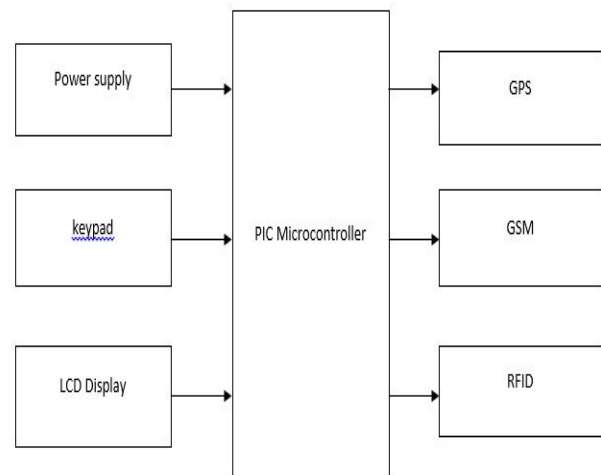 Power supply
keypad
LCD Display
PIC Microcontroller
GPS
GSM
RFID